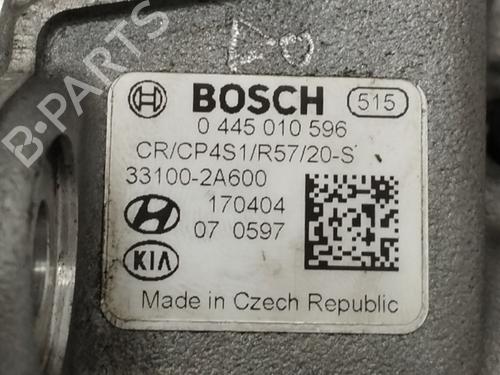 B-PARTS
BOSCH 515
0 445 010 596
CR/CP4S1/R57/20-S
33100-2A600
170404
07 0597
KIA
Made in Czech Republic